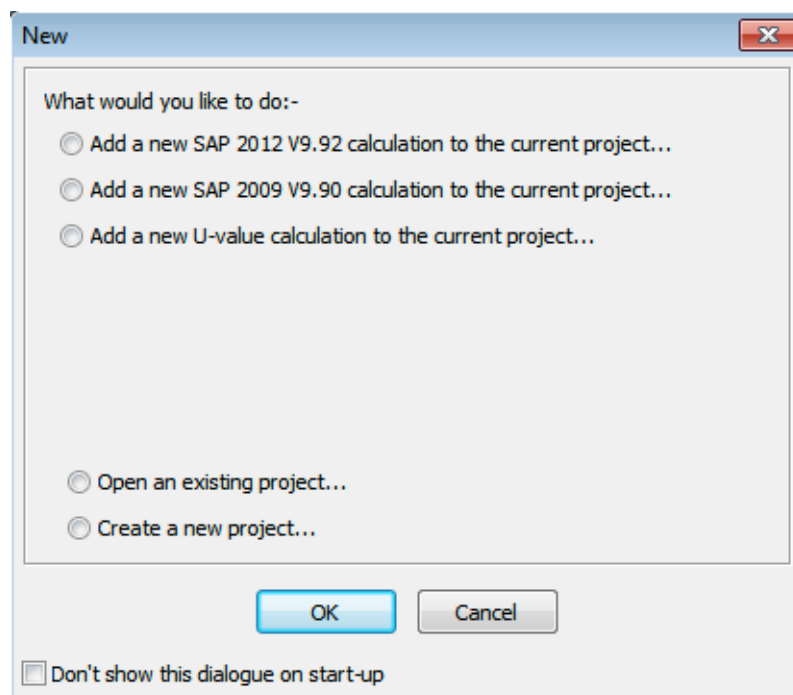 New
What would you like to do:-
Add a new SAP 2012 V9.92 calculation to the current project...
Add a new SAP 2009 V9.90 calculation to the current project...
Add a new U-value calculation to the current project...
Open an existing project...
Create a new project...
OK
Cancel
Don't show this dialogue on start-up